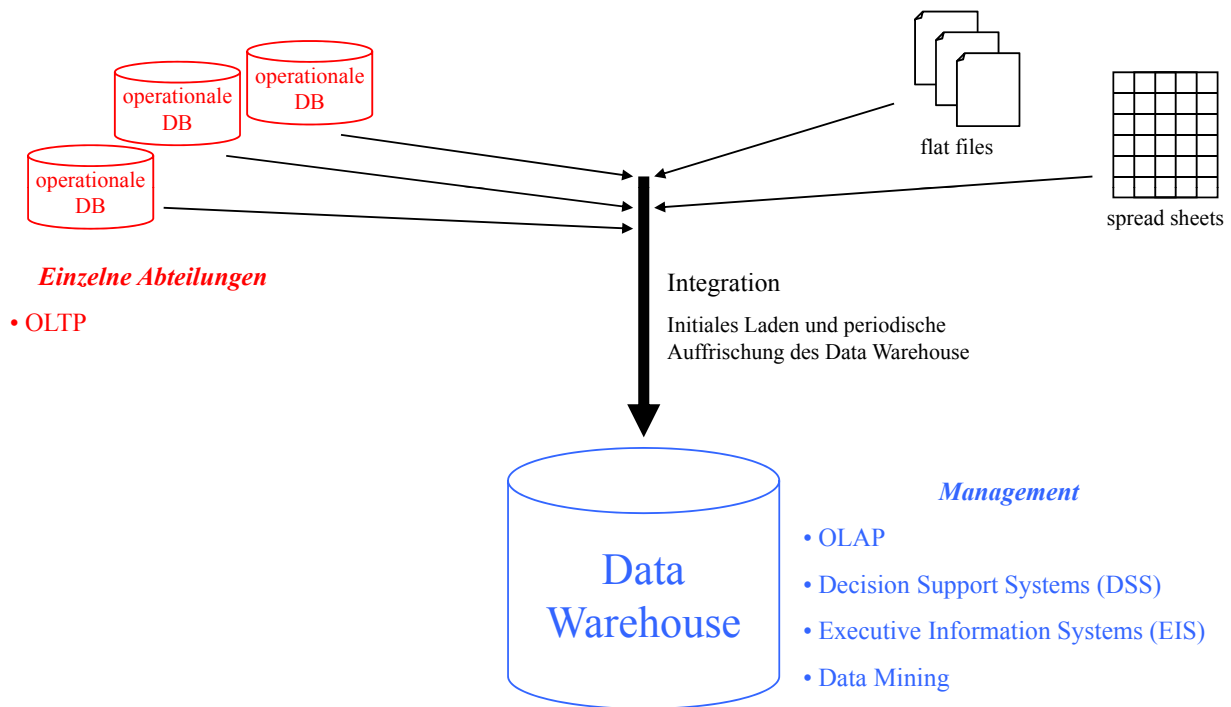 operationale
DB
operationale
DB
operationale
DB
flat files
spread sheets
Einzelne Abteilungen
• OLTP
Integration
Initiales Laden und periodische
Auffrischung des Data Warehouse
Data
Warehouse
Management
• OLAP
• Decision Support Systems (DSS)
• Executive Information Systems (EIS)
• Data Mining